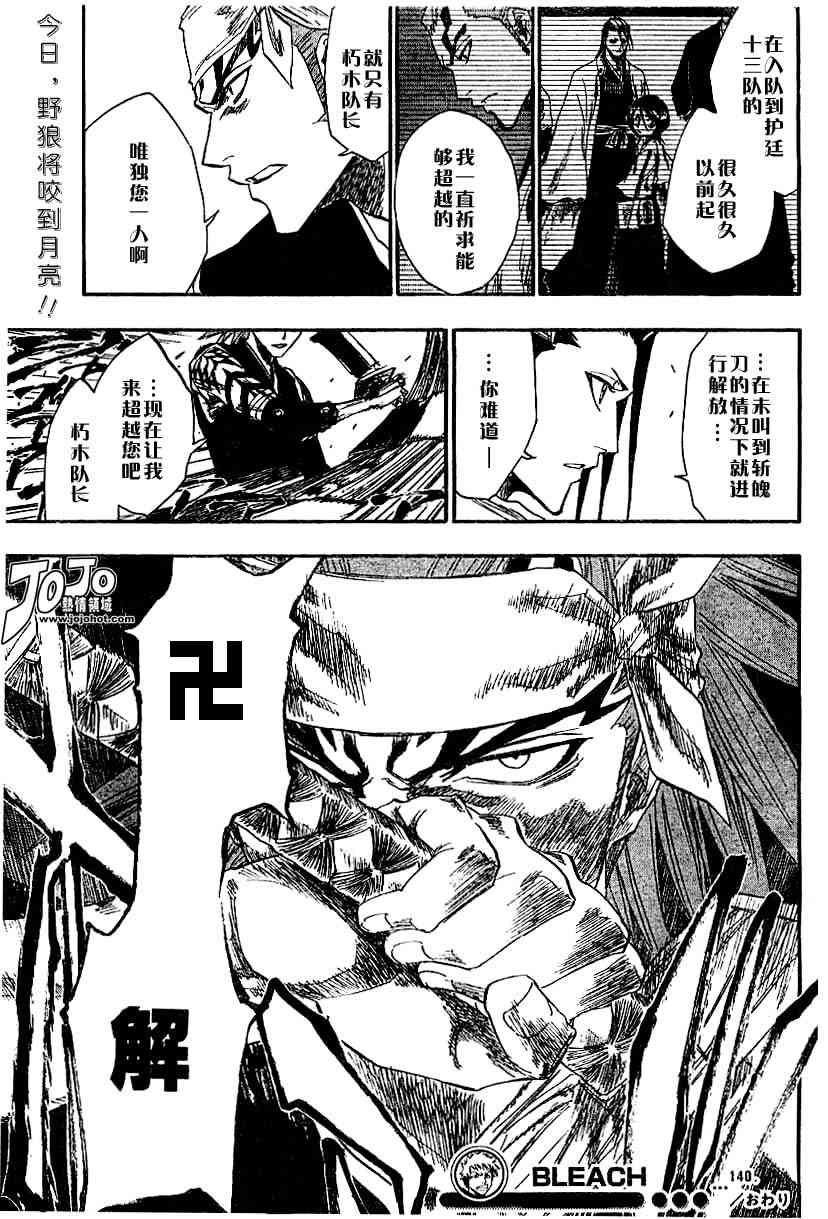 在入队到护廷
十三队的
很久很久
以前起
我一直祈求能
够超越的
就只有
朽木队长
唯独您一人啊
今日，野狼将咬到月亮!!
…在未叫到斩魄
刀的情况下就进
行解放…
…你难道—
…现在让我
来超越您吧
朽木队长
JOJO
熱情領域
www.jojohot.com
卍
解
BLEACH
140.
おわり